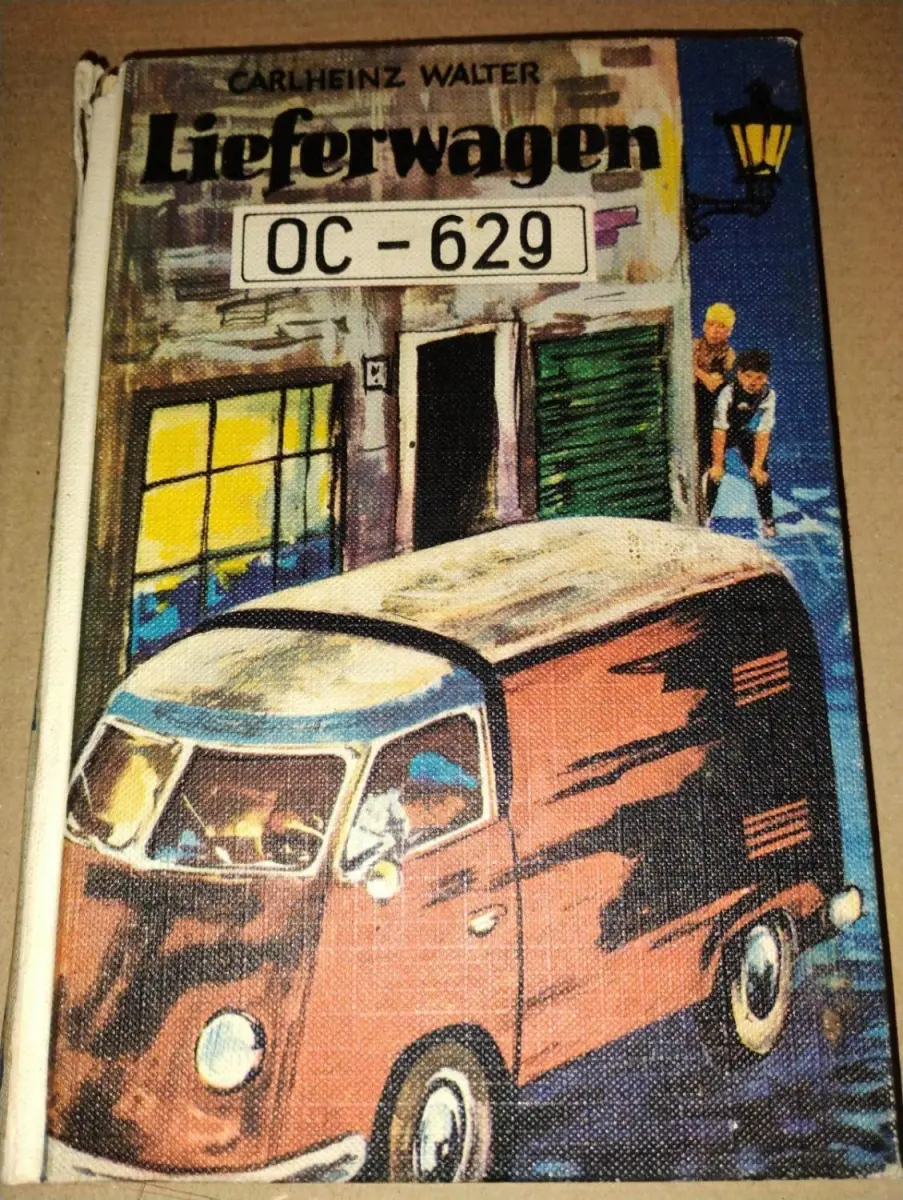 CARLHEINZ WALTER
Lieferwagen
OC - 629